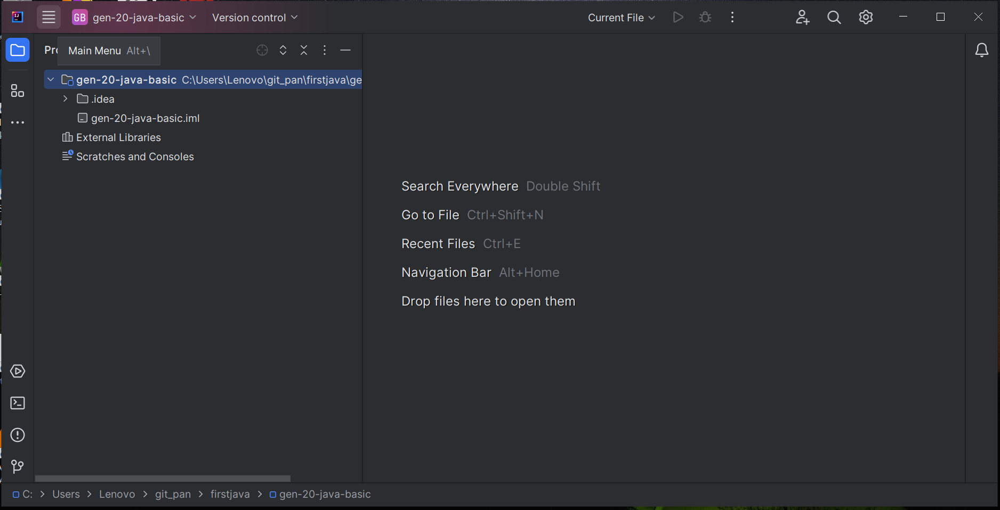 IJ
GB gen-20-java-basic Version control Current File
Pro Main Menu Alt+\
gen-20-java-basic C:\Users\Lenovo\git_pan\firstjava\ge
.idea
gen-20-java-basic.iml
External Libraries
Scratches and Consoles
Search Everywhere Double Shift
Go to File Ctrl+Shift+N
Recent Files Ctrl+E
Navigation Bar Alt+Home
Drop files here to open them
C: > Users > Lenovo > git_pan > firstjava > gen-20-java-basic